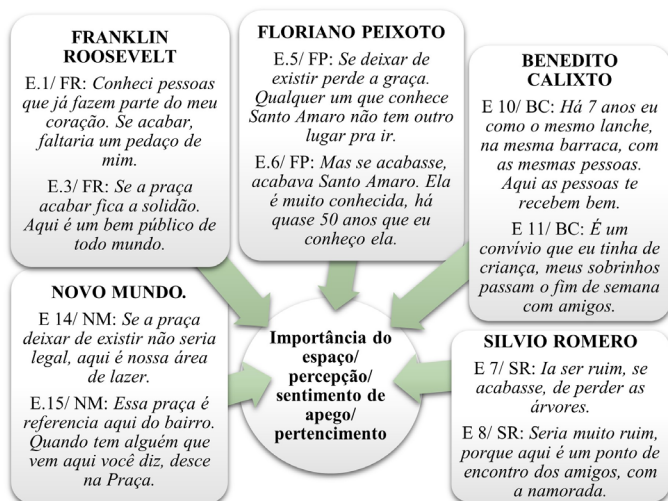 FRANKLIN
ROOSEVELT
E.1/ FR: Conheci pessoas
que já fazem parte do meu
coração. Se acabar,
faltaria um pedaço de
mim.
E.3/ FR: Se a praça
acabar fica a solidão.
Aqui é um bem público de
todo mundo.
FLORIANO PEIXOTO
E.5/ FP: Se deixar de
existir perde a graça.
Qualquer um que conhece
Santo Amaro não tem outro
lugar pra ir.
E.6/ FP: Mas se acabasse,
acabava Santo Amaro. Ela
é muito conhecida, há
quase 50 anos que eu
conheço ela.
BENEDITO
CALIXTO
E 10/ BC: Há 7 anos eu
como o mesmo lanche,
na mesma barraca, com
as mesmas pessoas.
Aqui as pessoas te
recebem bem.
E 11/ BC: É um
convívio que eu tinha de
criança, meus sobrinhos
passam o fim de semana
com amigos.
NOVO MUNDO.
E 14/ NM: Se a praça
deixar de existir não seria
legal, aqui é nossa área
de lazer.
E.15/ NM: Essa praça é
referencia aqui do bairro.
Quando tem alguém que
vem aqui você diz, desce
na Praça.
Importância do
espaço/
percepção/
sentimento de
apego/
pertencimento
SILVIO ROMERO
E 7/ SR: Ia ser ruim, se
acabasse, de perder as
árvores.
E 8/ SR: Seria muito ruim,
porque aqui é um ponto de
encontro dos amigos, com
a namorada.